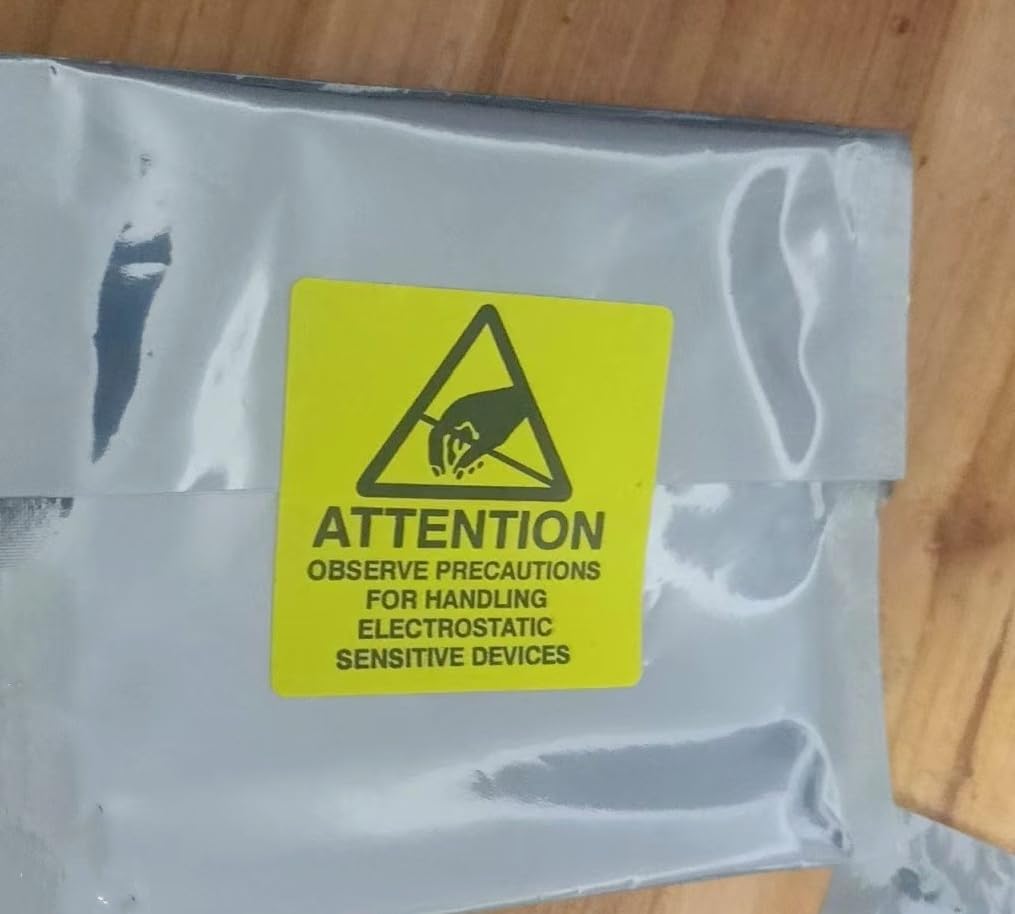 ATTENTION
OBSERVE PRECAUTIONS
FOR HANDLING
ELECTROSTATIC
SENSITIVE DEVICES